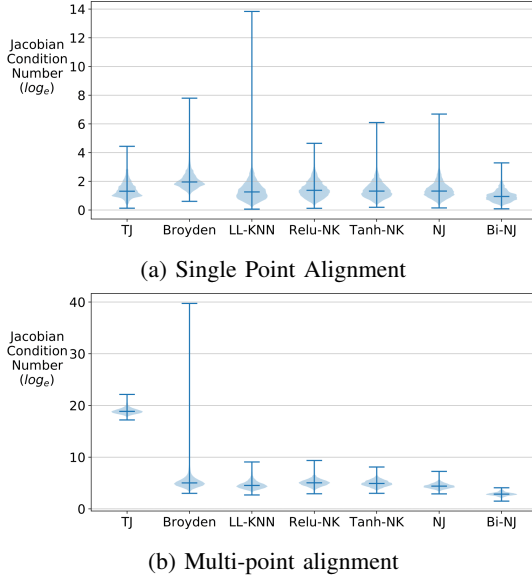 14
12
10
8
6
4
2
0
Jacobian
Condition
Number
(log_e)
TJ Broyden LL-KNN Relu-NK Tanh-NK NJ Bi-NJ
(a) Single Point Alignment
40
30
20
10
0
Jacobian
Condition
Number
(log_e)
TJ Broyden LL-KNN Relu-NK Tanh-NK NJ Bi-NJ
(b) Multi-point alignment